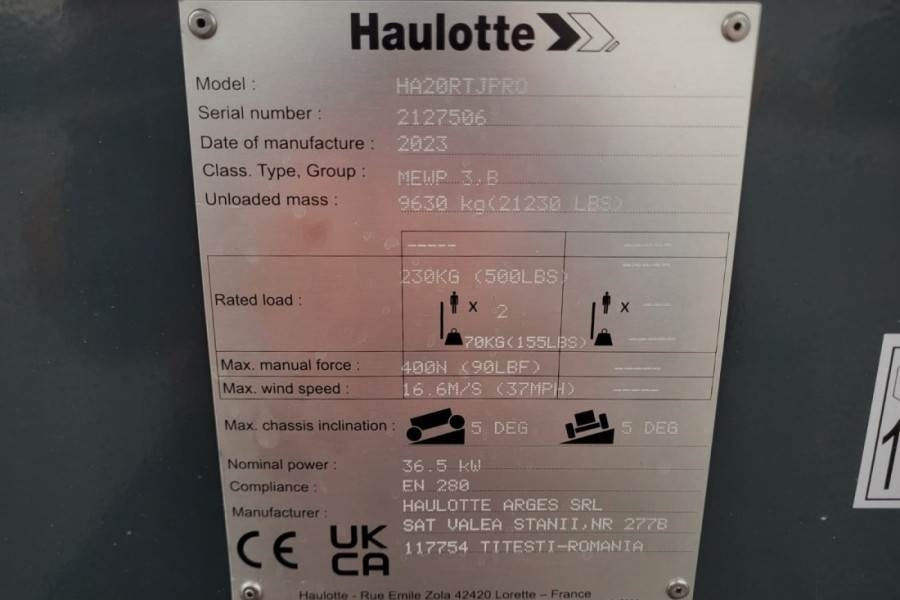 Haulotte
Model : HA20RTJPRO
Serial number : 2127506
Date of manufacture : 2023
Class. Type, Group : MEWP 3,B
Unloaded mass : 9630 kg(21230 LBS)
----- -----
230KG (500LBS) -----
Rated load : X 2 X ----
70KG(155LBS) -----
Max. manual force : 400N (90LBF) -----
Max. wind speed : 16.6M/S (37MPH) -----
Max. chassis inclination : 5 DEG 5 DEG
Nominal power : 36.5 kW
Compliance : EN 280
Manufacturer : HAULOTTE ARGES SRL
SAT VALEA STANII,NR 277B
117754 TITESTI-ROMANIA
CE UK
CA
Haulotte - Rue Emile Zola 42420 Lorette – France